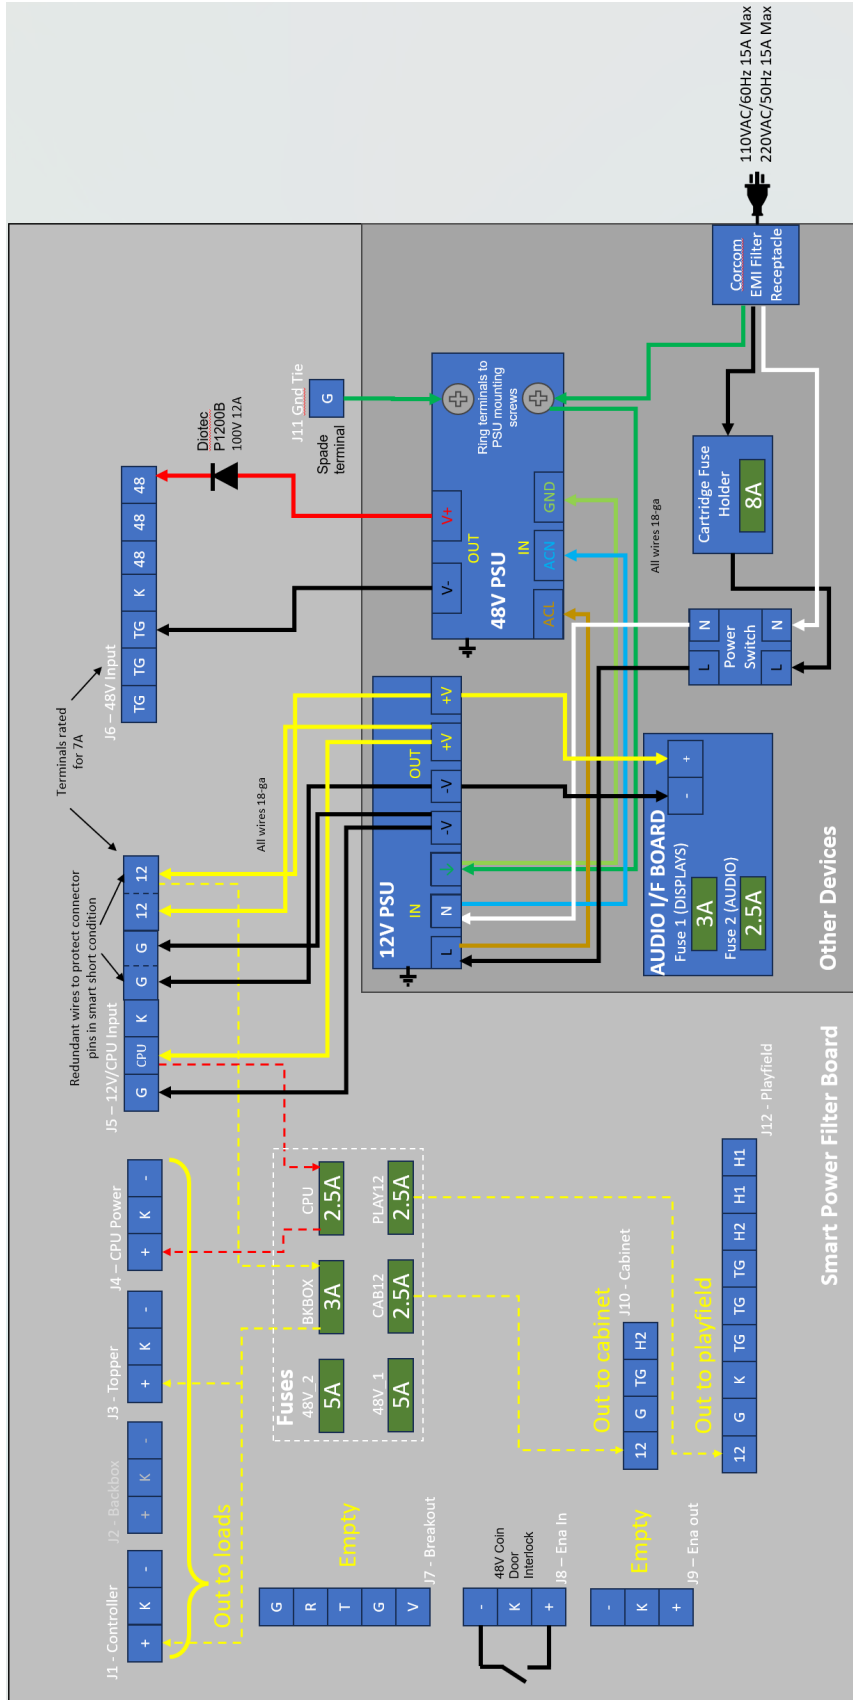 110VAC/60Hz 15A Max
220VAC/50Hz 15A Max
Corcom
EMI Filter
Receptacle
J11 Gnd Tie
G
Spade
terminal
Diotec
P1200B
100V 12A
J6 – 48V Input
TG
TG
TG
K
48
48
48
Terminals rated
for 7A
Ring terminals to
PSU mounting
screws
48V PSU
OUT
V-
V+
IN
ACL
ACN
GND
All wires 18-ga
Cartridge Fuse
Holder
8A
Power
Switch
L
N
L
N
12V PSU
OUT
-V
-V
+V
+V
IN
L
N
AUDIO I/F BOARD
Fuse 1 (DISPLAYS)
3A
Fuse 2 (AUDIO)
2.5A
-
+
Other Devices
All wires 18-ga
Redundant wires to protect connector
pins in smart short condition
J5 – 12V/CPU Input
G
CPU
K
G
G
12
12
J1 - Controller
+
K
-
J2 - Backbox
+
K
-
J3 - Topper
+
K
-
J4 – CPU Power
+
K
-
Out to loads
Fuses
48V_2
5A
BKBOX
3A
CPU
2.5A
48V_1
5A
CAB12
2.5A
PLAY12
2.5A
Empty
G
R
T
G
V
J7 - Breakout
48V Coin
Door
Interlock
-
K
+
J8 – Ena In
Empty
-
K
+
J9 – Ena out
Out to cabinet
12
G
TG
H2
J10 - Cabinet
Out to playfield
12
G
K
TG
TG
TG
H2
H1
H1
J12 - Playfield
Smart Power Filter Board